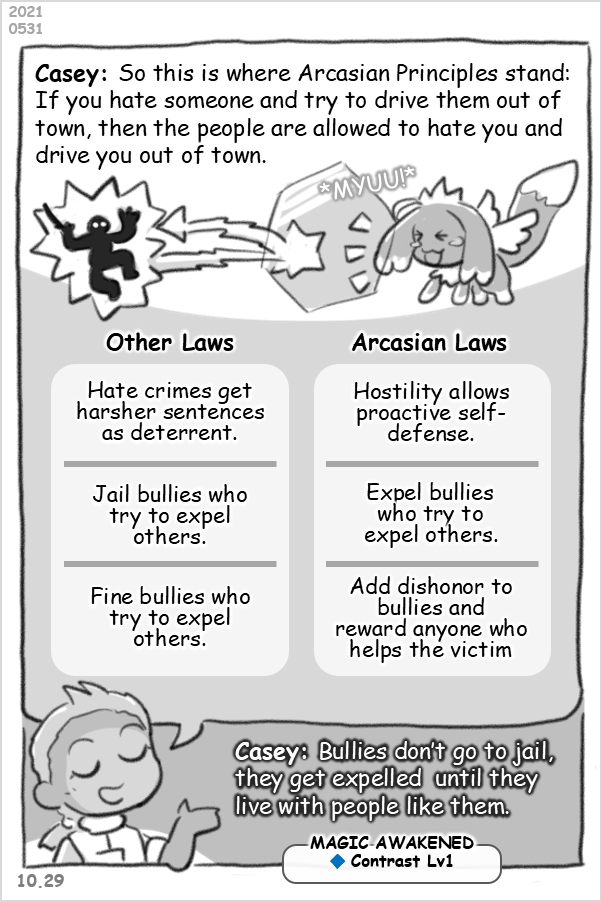 2021
0531
Casey: So this is where Arcasian Principles stand:
If you hate someone and try to drive them out of
town, then the people are allowed to hate you and
drive you out of town.
*MYUU!*
Other Laws
Hate crimes get
harsher sentences
as deterrent.
Jail bullies who
try to expel
others.
Fine bullies who
try to expel
others.
Arcasian Laws
Hostility allows
proactive self-
defense.
Expel bullies
who try to
expel others.
Add dishonor to
bullies and
reward anyone who
helps the victim
Casey: Bullies don't go to jail,
they get expelled until they
live with people like them.
MAGIC AWAKENED
Contrast Lv1
10.29